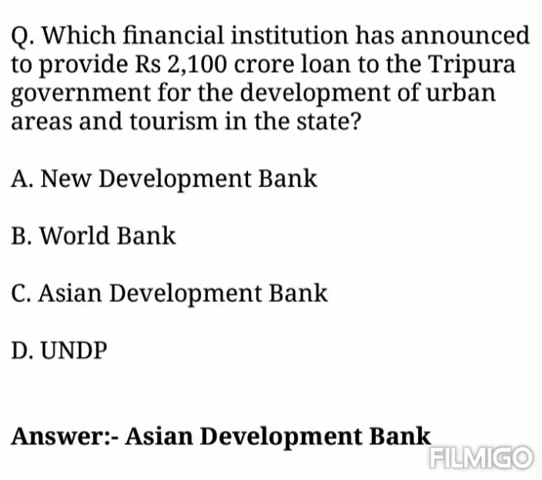 Q. Which financial institution has announced
to provide Rs 2,100 crore loan to the Tripura
government for the development of urban
areas and tourism in the state?
A. New Development Bank
B. World Bank
C. Asian Development Bank
D. UNDP
Answer:- Asian Development Bank
FILMIGO